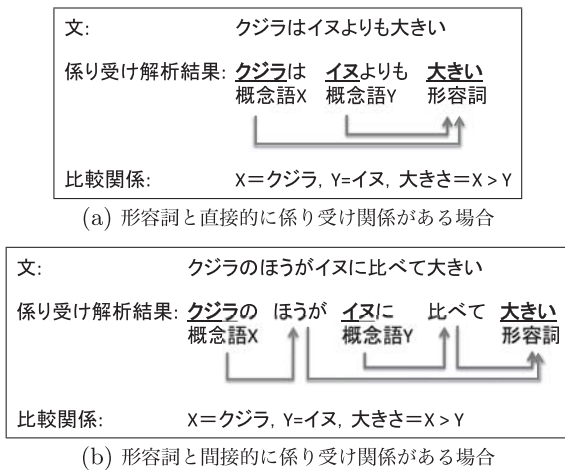 文: クジラはイヌよりも大きい
係り受け解析結果: クジラは イヌよりも 大きい
概念語X 概念語Y 形容詞
比較関係: X＝クジラ, Y=イヌ, 大きさ＝X > Y
(a) 形容詞と直接的に係り受け関係がある場合
文: クジラのほうがイヌに比べて大きい
係り受け解析結果: クジラの ほうが イヌに 比べて 大きい
概念語X 概念語Y 形容詞
比較関係: X＝クジラ, Y=イヌ, 大きさ＝X > Y
(b) 形容詞と間接的に係り受け関係がある場合